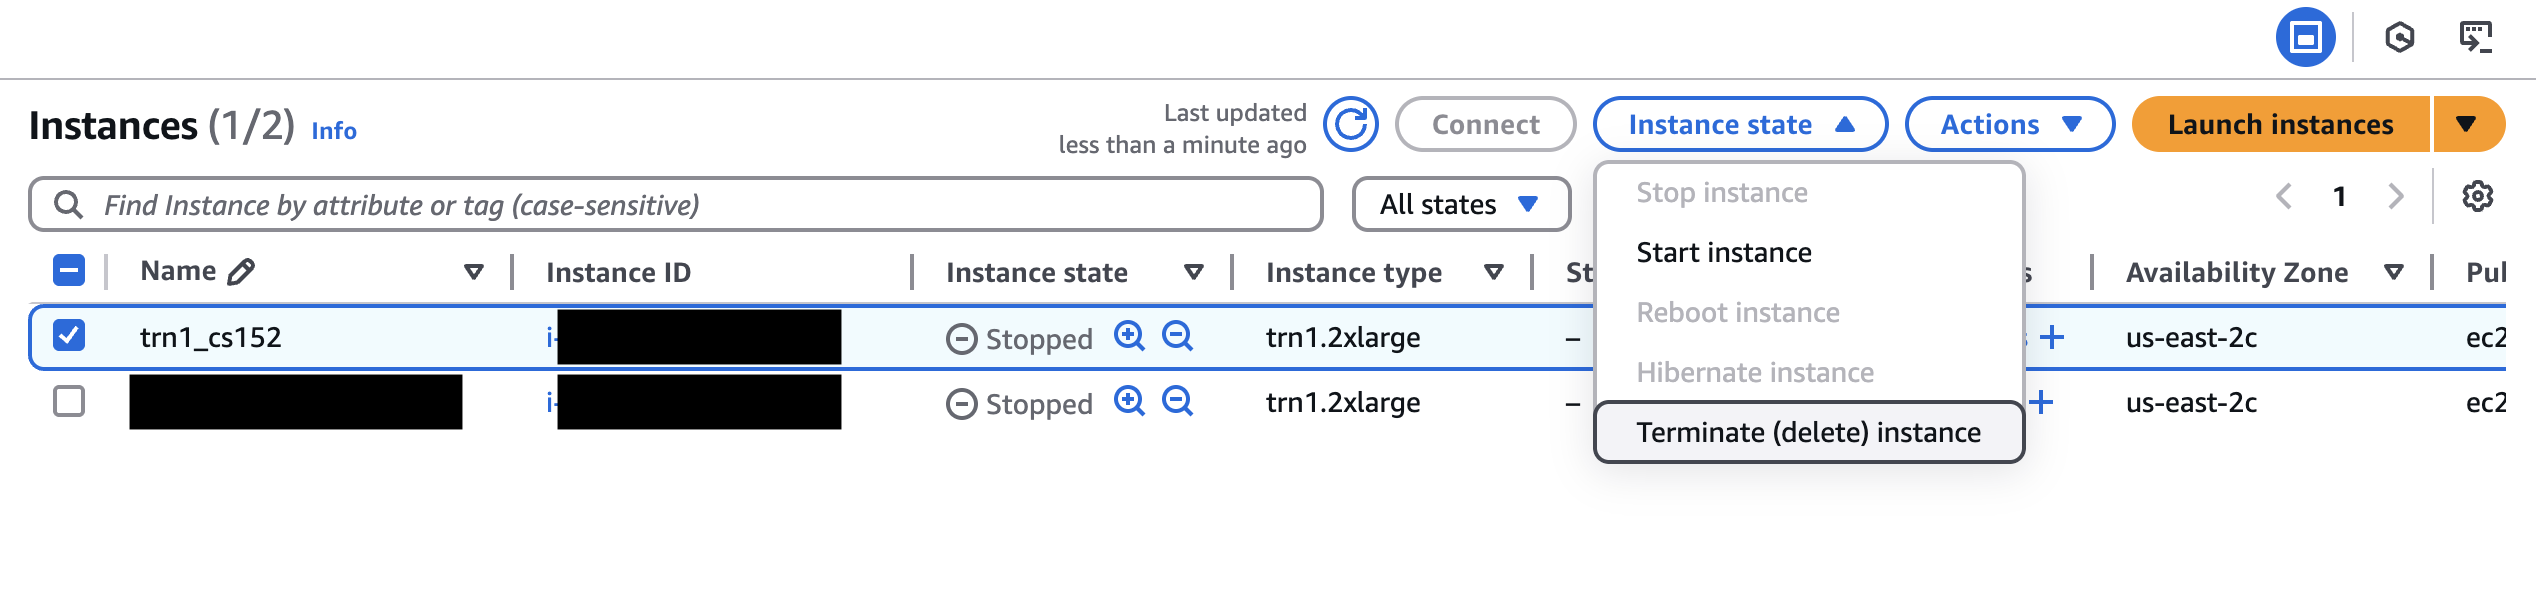 Instances (1/2) Info
Last updated
less than a minute ago
Connect
Instance state
Actions
Launch instances
Find Instance by attribute or tag (case-sensitive)
All states
1
Stop instance
Start instance
Reboot instance
Hibernate instance
Terminate (delete) instance
Name Instance ID Instance state Instance type St s Availability Zone Pul
trn1_cs152 i- Stopped trn1.2xlarge – us-east-2c ec2
i- Stopped trn1.2xlarge – us-east-2c ec2